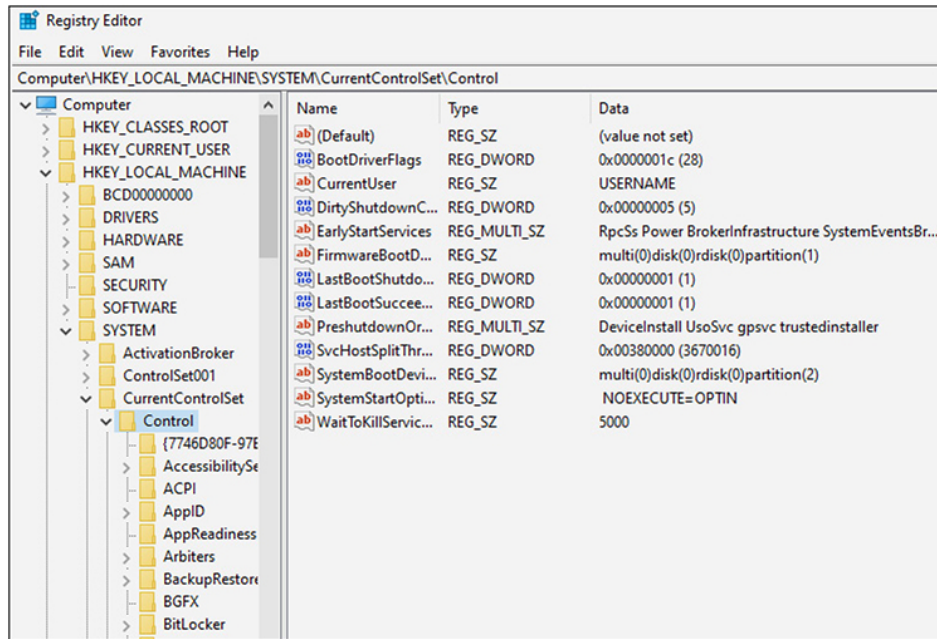 Registry Editor
File Edit View Favorites Help
Computer\HKEY_LOCAL_MACHINE\SYSTEM\CurrentControlSet\Control
Computer
HKEY_CLASSES_ROOT
HKEY_CURRENT_USER
HKEY_LOCAL_MACHINE
BCD00000000
DRIVERS
HARDWARE
SAM
SECURITY
SOFTWARE
SYSTEM
ActivationBroker
ControlSet001
CurrentControlSet
Control
{7746D80F-97E
AccessibilitySe
ACPI
AppID
AppReadiness
Arbiters
BackupRestore
BGFX
BitLocker
Name Type Data
(Default) REG_SZ (value not set)
BootDriverFlags REG_DWORD 0x0000001c (28)
CurrentUser REG_SZ USERNAME
DirtyShutdownC... REG_DWORD 0x00000005 (5)
EarlyStartServices REG_MULTI_SZ RpcSs Power BrokerInfrastructure SystemEventsBr...
FirmwareBootD... REG_SZ multi(0)disk(0)rdisk(0)partition(1)
LastBootShutdo... REG_DWORD 0x00000001 (1)
LastBootSuccee... REG_DWORD 0x00000001 (1)
PreshutdownOr... REG_MULTI_SZ DeviceInstall UsoSvc gpsvc trustedinstaller
SvcHostSplitThr... REG_DWORD 0x00380000 (3670016)
SystemBootDevi... REG_SZ multi(0)disk(0)rdisk(0)partition(2)
SystemStartOpti... REG_SZ NOEXECUTE=OPTIN
WaitToKillServic... REG_SZ 5000